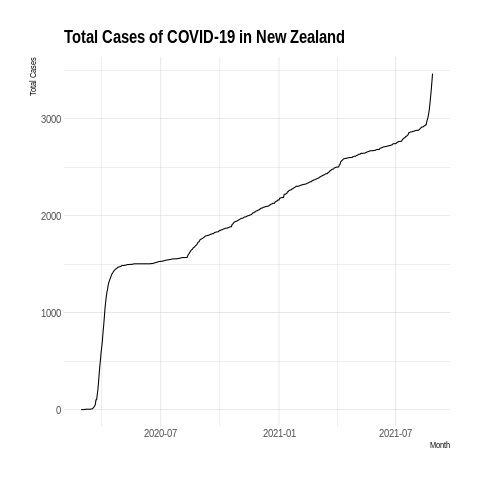 Total Cases of COVID-19 in New Zealand
Total Cases
3000
2000
1000
0
2020-07
2021-01
2021-07
Month